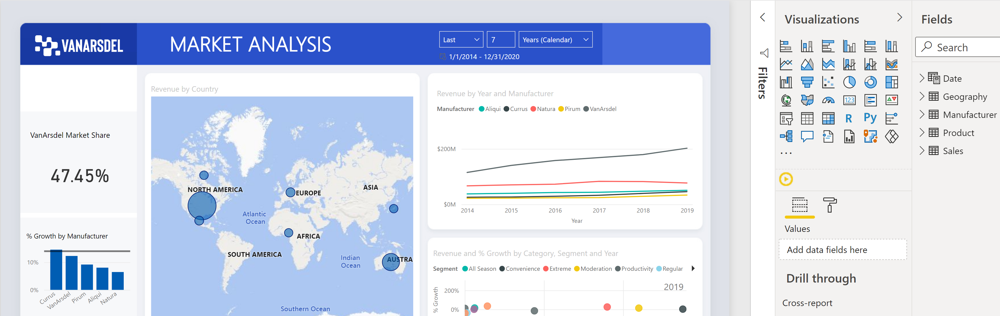 VANARSDEL
MARKET ANALYSIS
Last
7
Years (Calendar)
1/1/2014 - 12/31/2020
VanArsdel Market Share
47.45%
% Growth by Manufacturer
10%
0%
Currus
VanArsdel
Pirum
Aliqui
Natura
Revenue by Country
NORTH AMERICA
EUROPE
ASIA
Atlantic
Ocean
AFRICA
SOUTH AMERICA
Indian
Ocean
AUSTRA
Southern Ocean
Revenue by Year and Manufacturer
Manufacturer Aliqui Currus Natura Pirum VanArsdel
$200M
$0M
2014 2015 2016 2017 2018 2019
Year
Revenue and % Growth by Category, Segment and Year
Segment All Season Convenience Extreme Moderation Productivity Regular
% Growth
200%
0%
2019
Filters
Visualizations
123
R
Py
...
Values
Add data fields here
Drill through
Cross-report
Fields
Search
Date
Geography
Manufacturer
Product
Sales